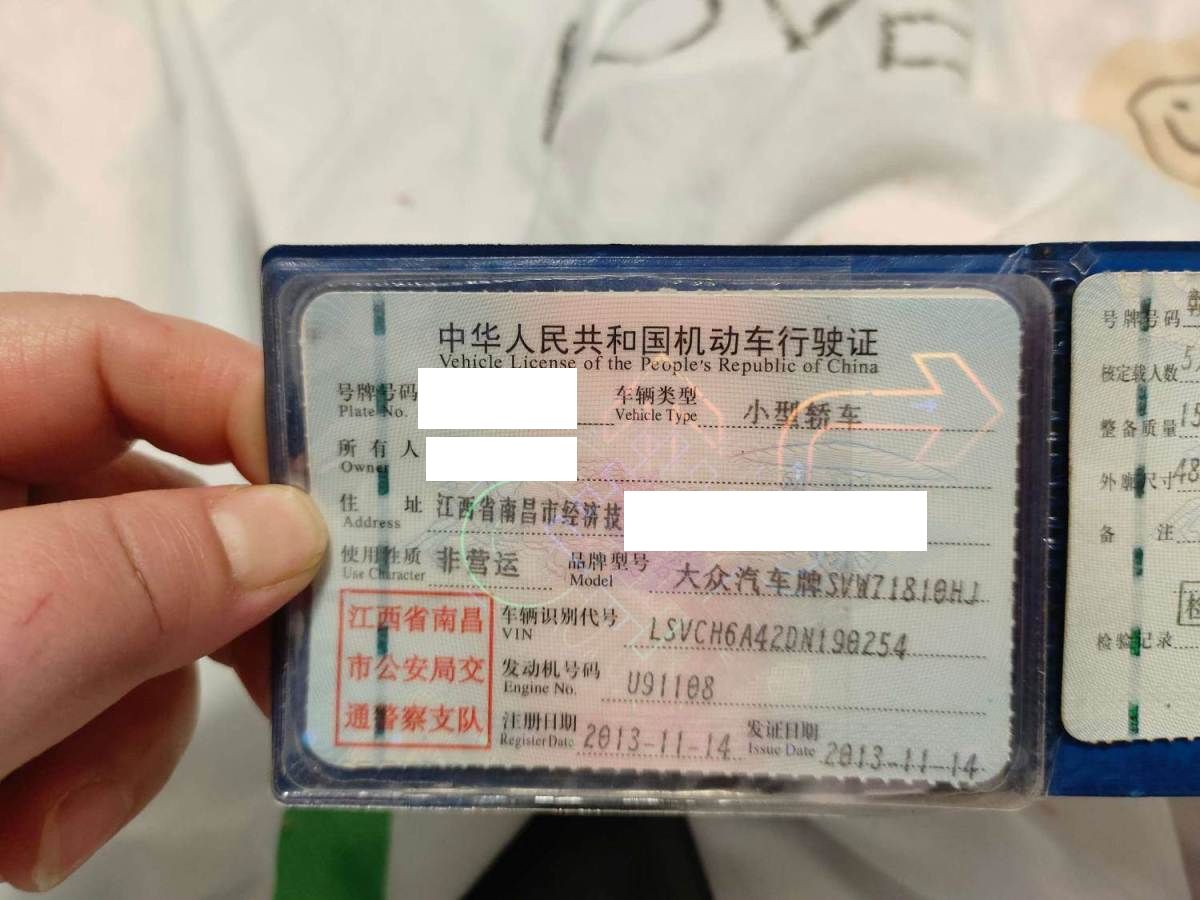 OVE
中华人民共和国机动车行驶证
Vehicle License of the People's Republic of China
号牌号码
Plate No.
车辆类型 小型轿车
Vehicle Type
所有人
Owner
住址 江西省南昌市经济技
Address
使用性质 非营运
Use Character
品牌型号 大众汽车牌SVW71810HJ
Model
江西省南昌
市公安局交
通警察支队
车辆识别代号 LSVCH6A42DN190254
VIN
发动机号码 U91108
Engine No.
注册日期 2013-11-14
Register Date
发证日期 2013-11-14
Issue Date
号牌号码
核定载人数 5
整备质量 15
外廓尺寸 48
备注
检验记录